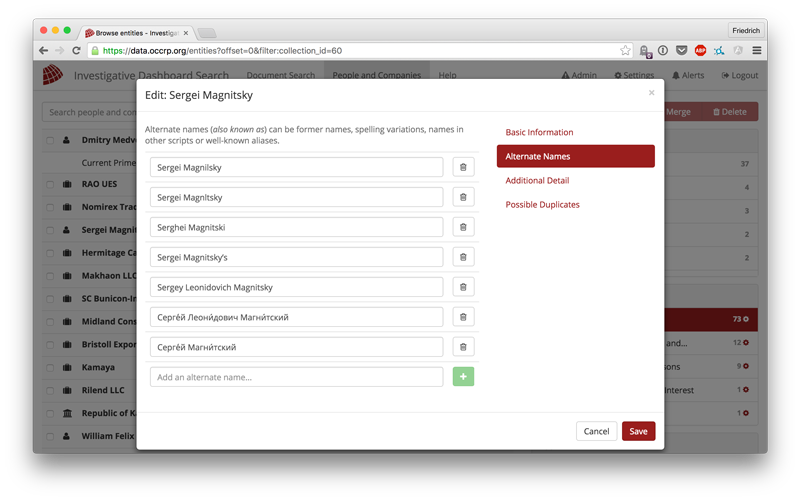 Browse entities - Investigat
Friedrich
https://data.occrp.org/entities?offset=0&filter:collection_id=60
Investigative Dashboard Search
Document Search
People and Companies
Help
Admin
Settings
Alerts
Logout
Search people and com
Merge
Delete
Edit: Sergei Magnitsky
×
Alternate names (also known as) can be former names, spelling variations, names in
other scripts or well-known aliases.
Sergei Magnilsky
Sergei Magnltsky
Serghei Magnitski
Sergei Magnitsky's
Sergey Leonidovich Magnitsky
Серге́й Леони́дович Магни́тский
Серге́й Магни́тский
Add an alternate name...
Basic Information
Alternate Names
Additional Detail
Possible Duplicates
Cancel
Save
Dmitry Medv
Current Prime
RAO UES
Nomirex Trad
Sergei Magnit
Hermitage Ca
Makhaon LLC
SC Bunicon-Im
Midland Cons
Bristoll Expor
Kamaya
Rilend LLC
Republic of K
William Felix
37
4
3
2
2
73
and...
12
sons
9
Interest
1
1